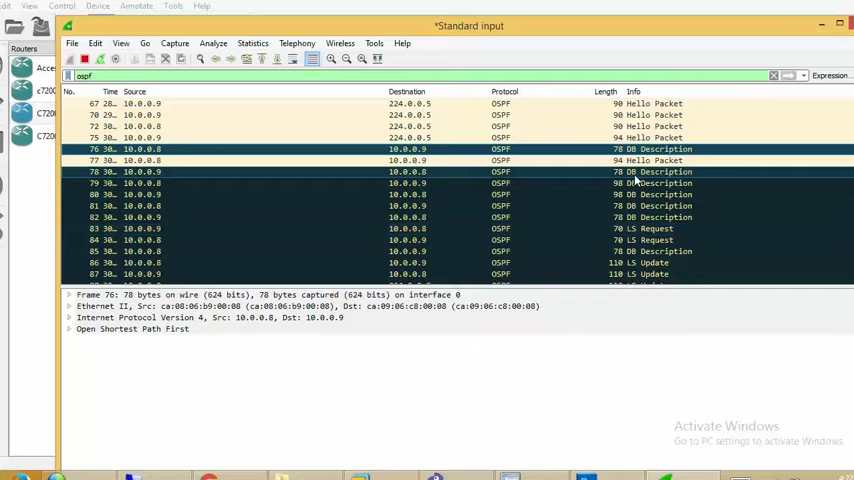 Edit View Control Device Annotate Tools Help
*Standard input
File Edit View Go Capture Analyze Statistics Telephony Wireless Tools Help
Routers
ospf
Expression...
No. Time Source Destination Protocol Length Info
67 28… 10.0.0.9 224.0.0.5 OSPF 90 Hello Packet
70 29… 10.0.0.9 224.0.0.5 OSPF 90 Hello Packet
72 30… 10.0.0.8 224.0.0.5 OSPF 90 Hello Packet
75 30… 10.0.0.9 224.0.0.5 OSPF 94 Hello Packet
76 30… 10.0.0.8 10.0.0.9 OSPF 78 DB Description
77 30… 10.0.0.8 10.0.0.9 OSPF 94 Hello Packet
78 30… 10.0.0.9 10.0.0.8 OSPF 78 DB Description
79 30… 10.0.0.9 10.0.0.8 OSPF 98 DB Description
80 30… 10.0.0.8 10.0.0.9 OSPF 98 DB Description
81 30… 10.0.0.9 10.0.0.8 OSPF 78 DB Description
82 30… 10.0.0.8 10.0.0.9 OSPF 78 DB Description
83 30… 10.0.0.9 10.0.0.8 OSPF 70 LS Request
84 30… 10.0.0.8 10.0.0.9 OSPF 70 LS Request
85 30… 10.0.0.9 10.0.0.8 OSPF 78 DB Description
86 30… 10.0.0.8 10.0.0.9 OSPF 110 LS Update
87 30… 10.0.0.9 10.0.0.8 OSPF 110 LS Update
Acce
c7200
C7200
C720
Frame 76: 78 bytes on wire (624 bits), 78 bytes captured (624 bits) on interface 0
Ethernet II, Src: ca:08:06:b9:00:08 (ca:08:06:b9:00:08), Dst: ca:09:06:c8:00:08 (ca:09:06:c8:00:08)
Internet Protocol Version 4, Src: 10.0.0.8, Dst: 10.0.0.9
Open Shortest Path First
Activate Windows
Go to PC settings to activate Windows.